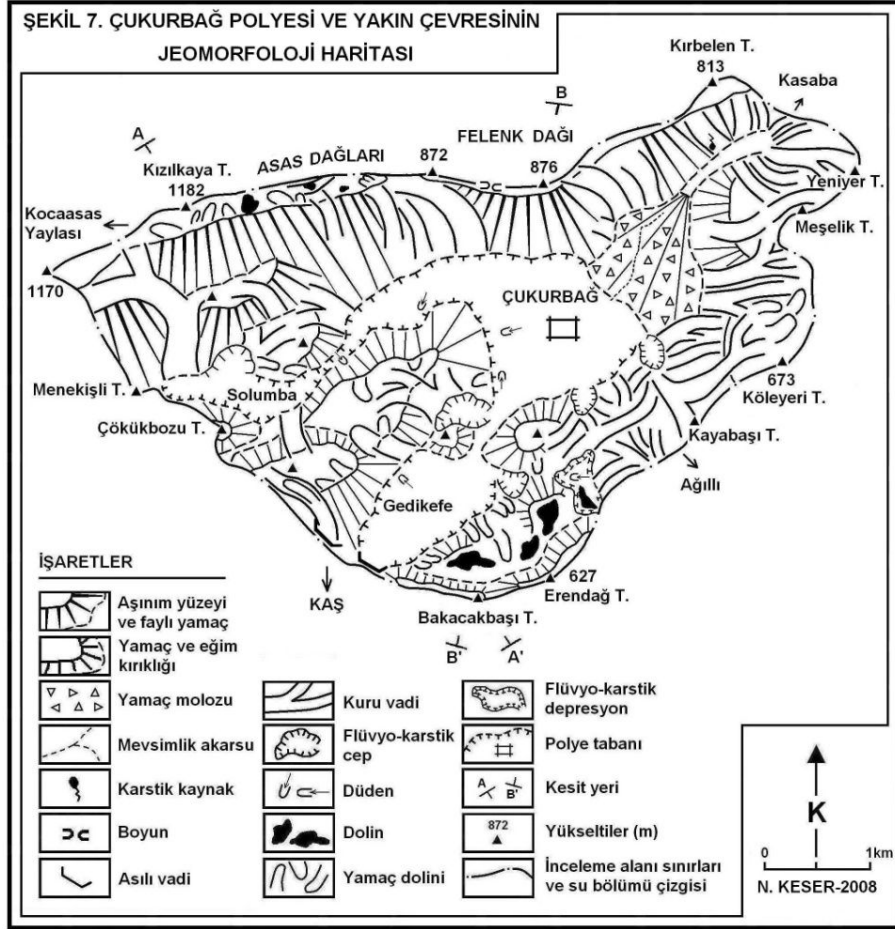 ŞEKİL 7. ÇUKURBAĞ POLYESİ VE YAKIN ÇEVRESİNİN
JEOMORFOLOJİ HARİTASI
Kırbelen T.
813
Kasaba
B
A
FELENK DAĞI
ASAS DAĞLARI
872
876
Kızılkaya T.
1182
Yeniyer T.
Kocaasas
Yaylası
Meşelik T.
1170
ÇUKURBAĞ
Menekişli T.
Solumba
673
Köleyeri T.
Çökükbozu T.
Kayabaşı T.
Ağıllı
Gedikefe
KAŞ
627
Erendağ T.
Bakacakbaşı T.
B'
A'
İŞARETLER
Aşınım yüzeyi
ve faylı yamaç
Yamaç ve eğim
kırıklığı
Yamaç molozu
Mevsimlik akarsu
Karstik kaynak
Boyun
Asılı vadi
Kuru vadi
Flüvyo-karstik
cep
Düden
Dolin
Yamaç dolini
Flüvyo-karstik
depresyon
Polye tabanı
A
B'
Kesit yeri
872
Yükseltiler (m)
İnceleme alanı sınırları
ve su bölümü çizgisi
K
0 1km
N. KESER-2008